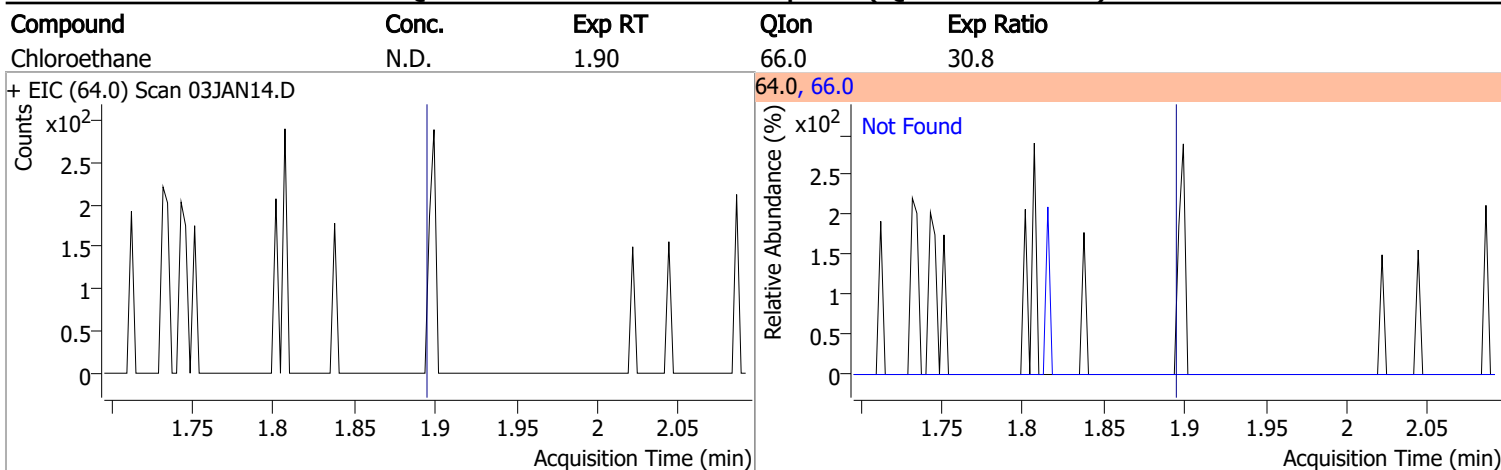 Compound Conc. Exp RT QIon Exp Ratio
Chloroethane N.D. 1.90 66.0 30.8
+ EIC (64.0) Scan 03JAN14.D
Counts
x10²
2.5
2
1.5
1
0.5
0
1.75 1.8 1.85 1.9 1.95 2 2.05
Acquisition Time (min)
64.0, 66.0
Relative Abundance (%)
x10²
Not Found
2.5
2
1.5
1
0.5
0
1.75 1.8 1.85 1.9 1.95 2 2.05
Acquisition Time (min)